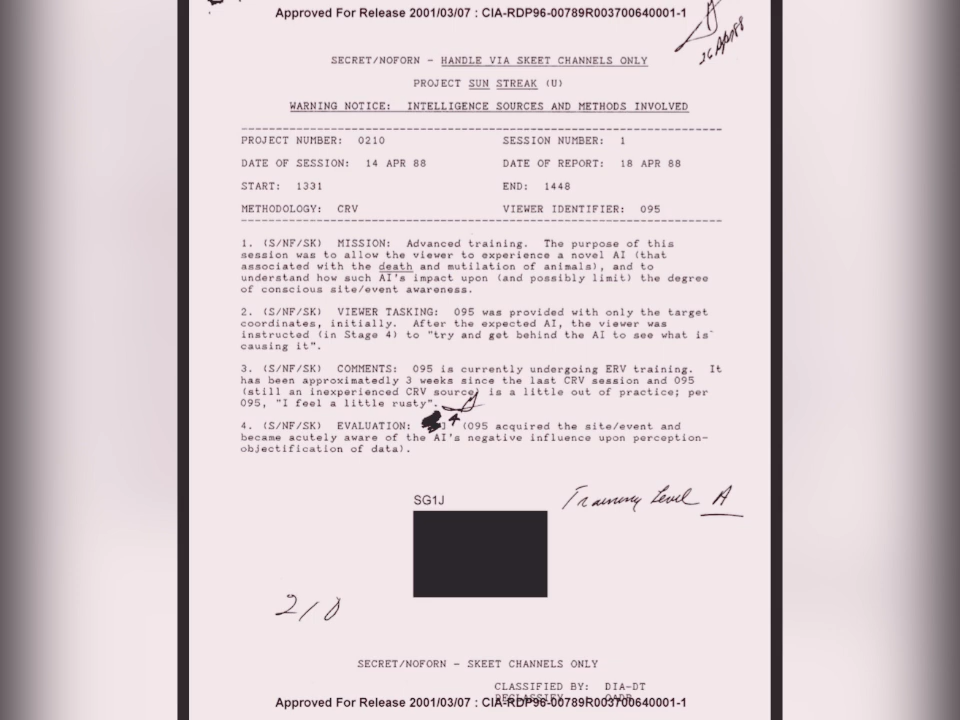 Approved For Release 2001/03/07 : CIA-RDP96-00789R003700640001-1
26 APR 88
SECRET/NOFORN - HANDLE VIA SKEET CHANNELS ONLY
PROJECT SUN STREAK (U)
WARNING NOTICE: INTELLIGENCE SOURCES AND METHODS INVOLVED
PROJECT NUMBER: 0210 SESSION NUMBER: 1
DATE OF SESSION: 14 APR 88 DATE OF REPORT: 18 APR 88
START: 1331 END: 1448
METHODOLOGY: CRV VIEWER IDENTIFIER: 095
1. (S/NF/SK) MISSION: Advanced training. The purpose of this
session was to allow the viewer to experience a novel AI (that
associated with the death and mutilation of animals), and to
understand how such AI's impact upon (and possibly limit) the degree
of conscious site/event awareness.
2. (S/NF/SK) VIEWER TASKING: 095 was provided with only the target
coordinates, initially. After the expected AI, the viewer was
instructed (in Stage 4) to "try and get behind the AI to see what is
causing it".
3. (S/NF/SK) COMMENTS: 095 is currently undergoing ERV training. It
has been approximately 3 weeks since the last CRV session and 095
(still an inexperienced CRV source) is a little out of practice; per
095, "I feel a little rusty".
4. (S/NF/SK) EVALUATION: 4 (095 acquired the site/event and
became acutely aware of the AI's negative influence upon perception-
objectification of data).
SG1J
Training Level A
210
SECRET/NOFORN - SKEET CHANNELS ONLY
CLASSIFIED BY: DIA-DT
Approved For Release 2001/03/07 : CIA-RDP96-00789R003700640001-1